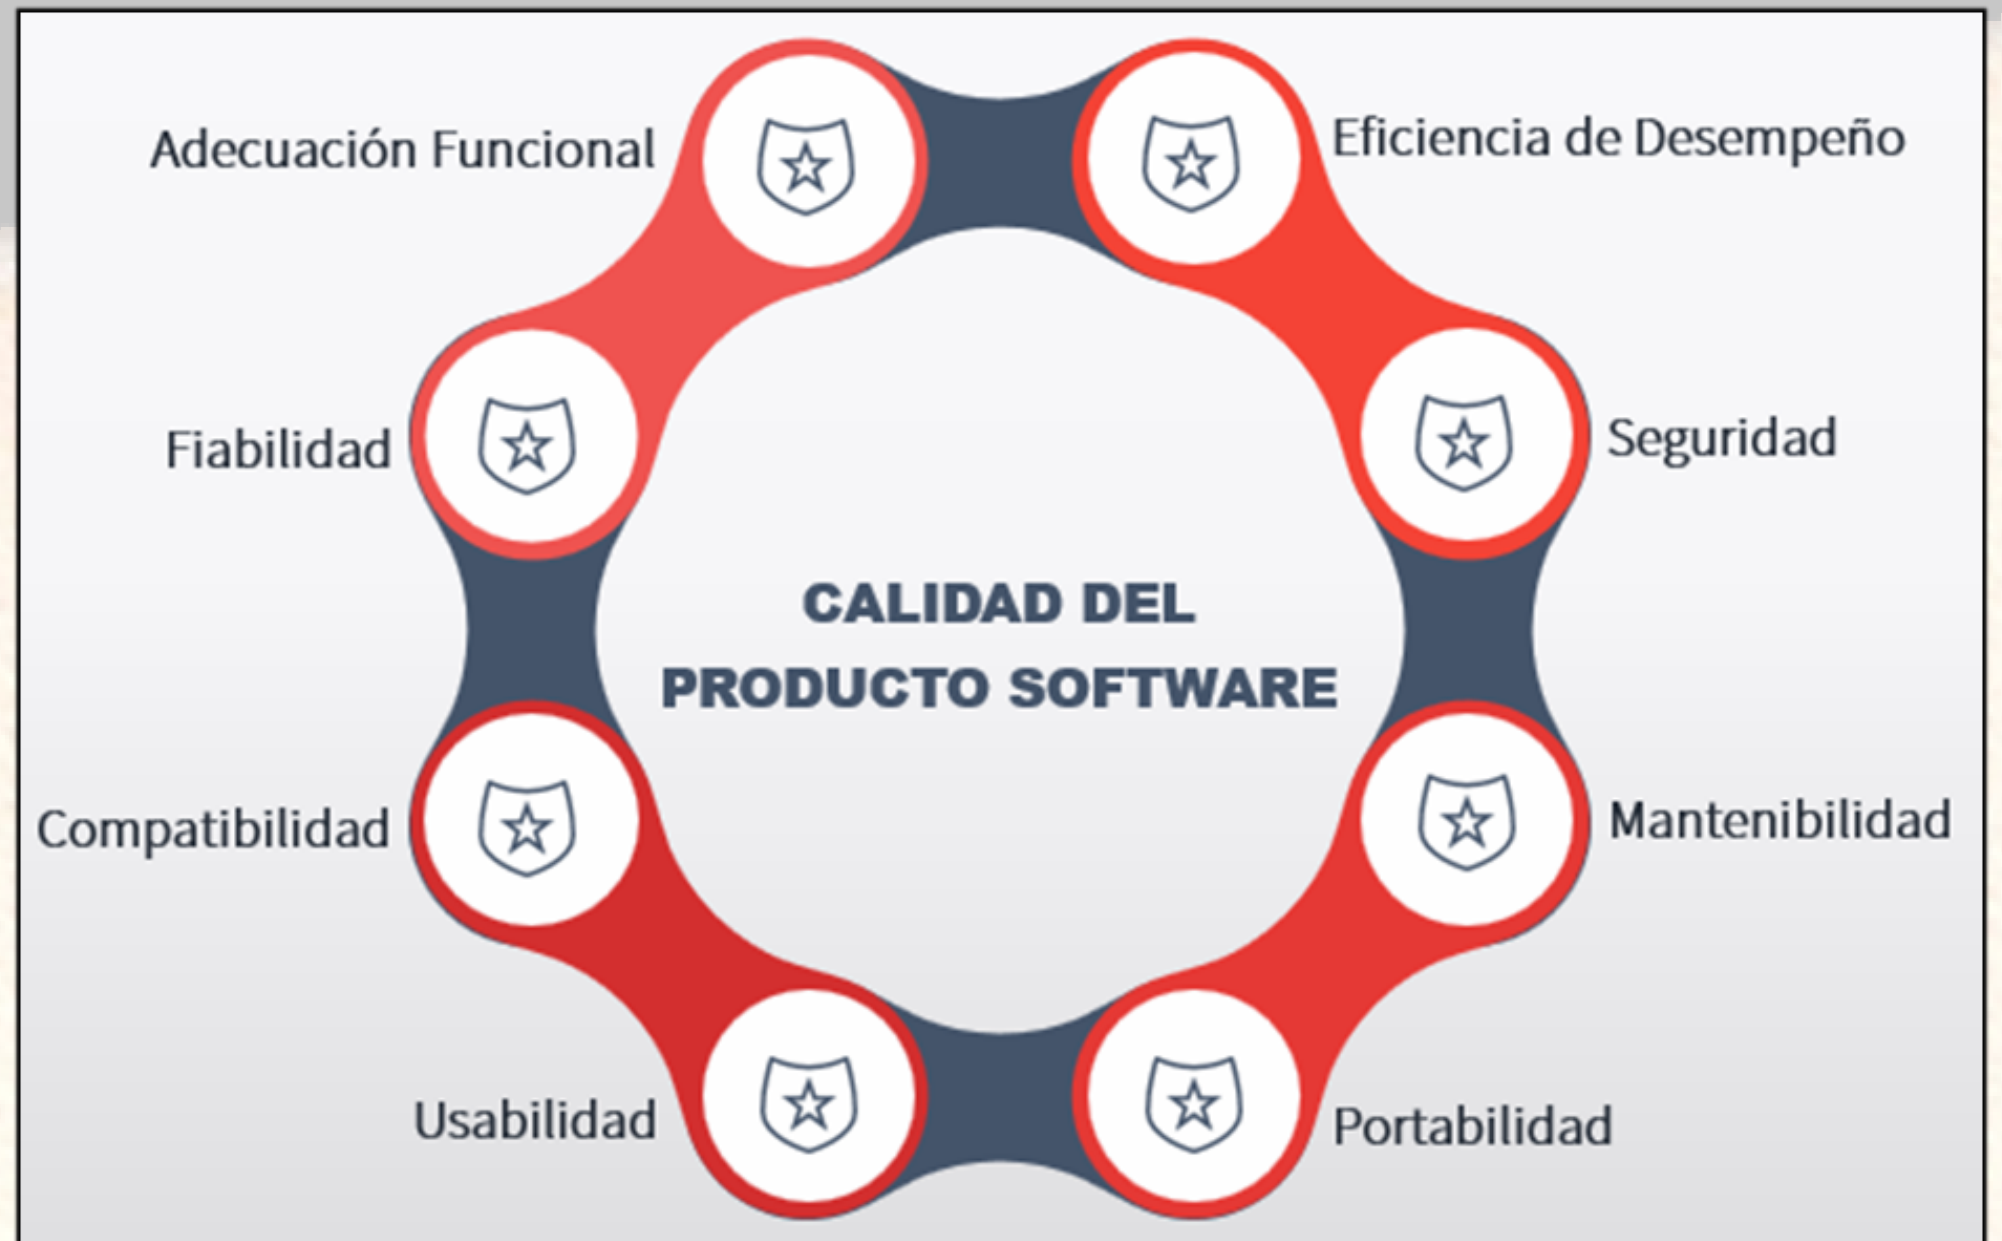 Adecuación Funcional
Eficiencia de Desempeño
Fiabilidad
Seguridad
CALIDAD DEL
PRODUCTO SOFTWARE
Compatibilidad
Mantenibilidad
Usabilidad
Portabilidad